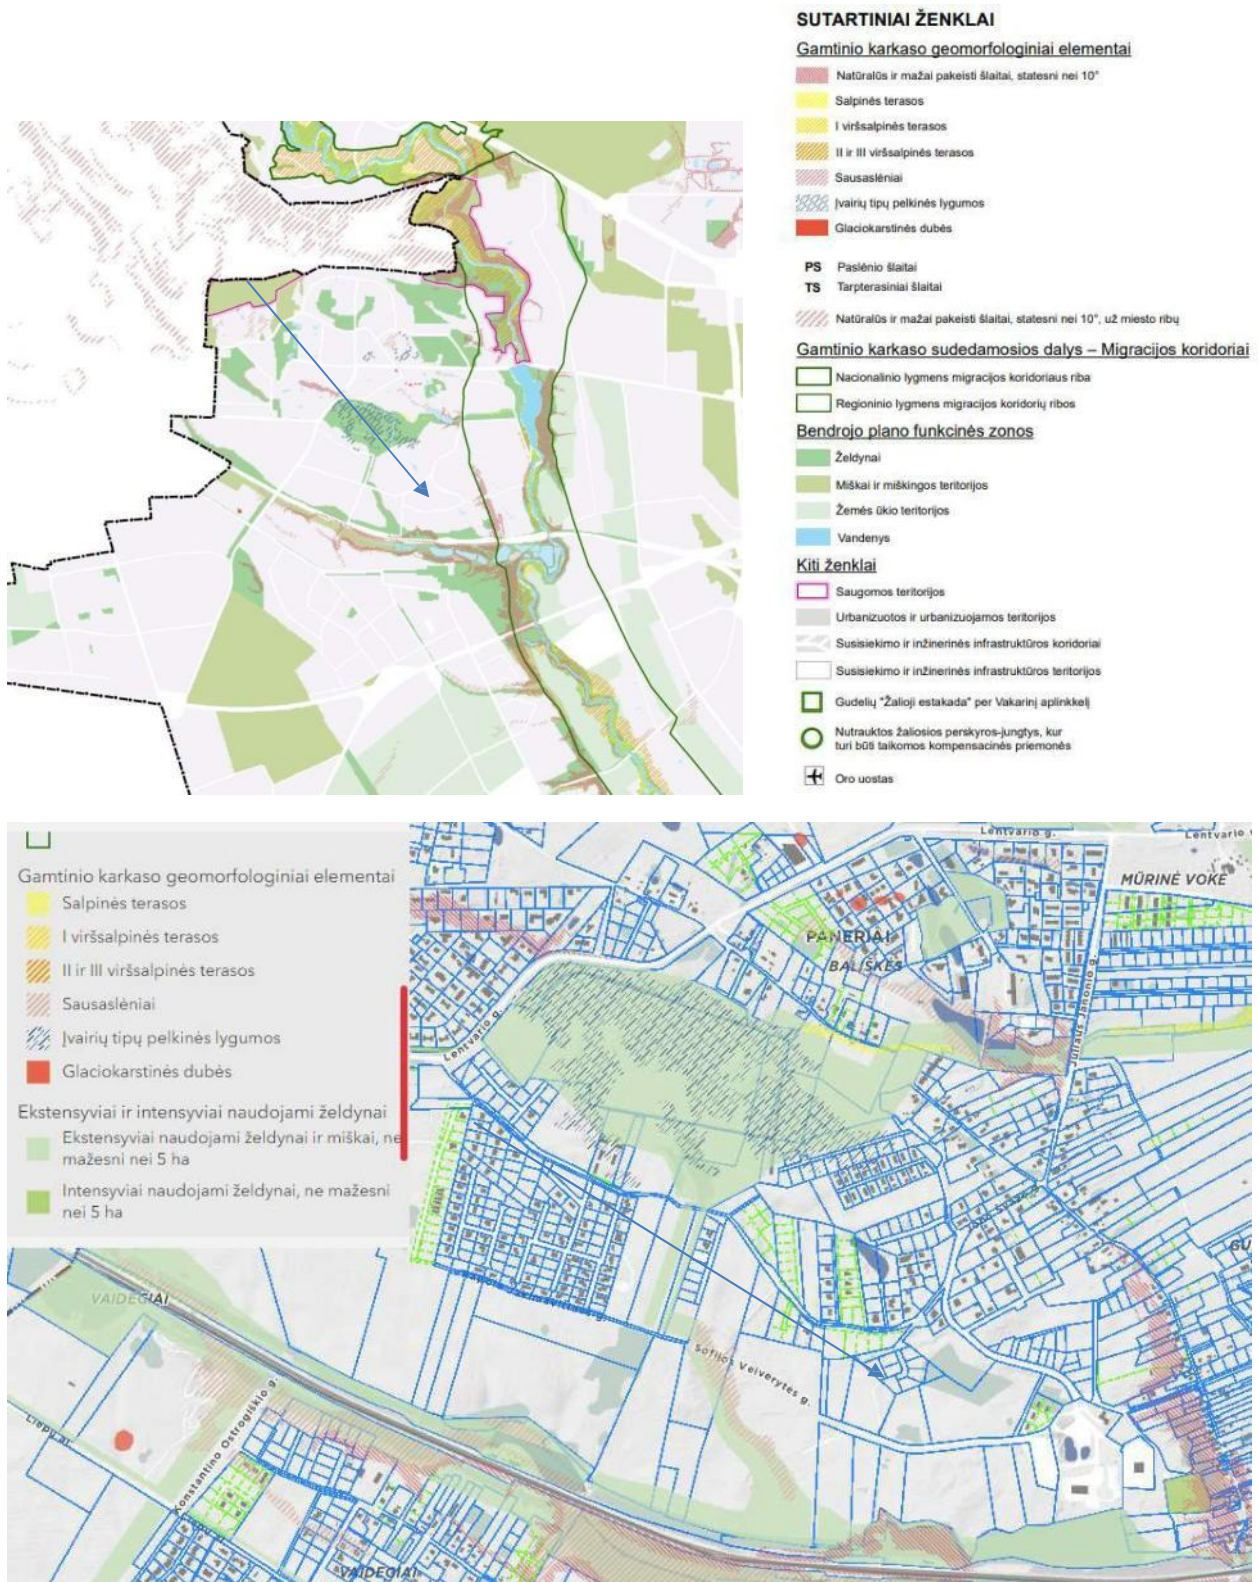 SUTARTINIAI ŽENKLAI
Gamtinio karkaso geomorfologiniai elementai
Natūralūs ir mažai pakeisti šlaitai, statesni nei 10°
Salpinės terasos
I viršsalpinės terasos
II ir III viršsalpinės terasos
Sausaslėniai
Įvairių tipų pelkinės lygumos
Glaciokarstinės dubės
PS Paslėnio šlaitai
TS Tarpterasiniai šlaitai
Natūralūs ir mažai pakeisti šlaitai, statesni nei 10°, už miesto ribų
Gamtinio karkaso sudedamosios dalys – Migracijos koridoriai
Nacionalinio lygmens migracijos koridoriaus riba
Regioninio lygmens migracijos koridorių ribos
Bendrojo plano funkcinės zonos
Želdynai
Miškai ir miškingos teritorijos
Žemės ūkio teritorijos
Vandenys
Kiti ženklai
Saugomos teritorijos
Urbanizuotos ir urbanizuojamos teritorijos
Susisiekimo ir inžinerinės infrastruktūros koridoriai
Susisiekimo ir inžinerinės infrastruktūros teritorijos
Gudelių "Žalioji estakada" per Vakarinį aplinkkelį
Nutrauktos žaliosios perskyros-jungtys, kur
turi būti taikomos kompensacinės priemonės
Oro uostas
Gamtinio karkaso geomorfologiniai elementai
Salpinės terasos
I viršsalpinės terasos
II ir III viršsalpinės terasos
Sausaslėniai
Įvairių tipų pelkinės lygumos
Glaciokarstinės dubės
Ekstensyviai ir intensyviai naudojami želdynai
Ekstensyviai naudojami želdynai ir miškai, ne
mažesni nei 5 ha
Intensyviai naudojami želdynai, ne mažesni
nei 5 ha
Lentvario g.
Lentvario
MŪRINĖ VOKĖ
PANERIAI
BALIŠKĖS
Juliaus Janonio g.
Lentvario g.
GU
VAIDEGIAI
Sofijos Veiverytės g.
Liepų al.
Konstantino Ostrogiškio g.
VAIDEGIAI